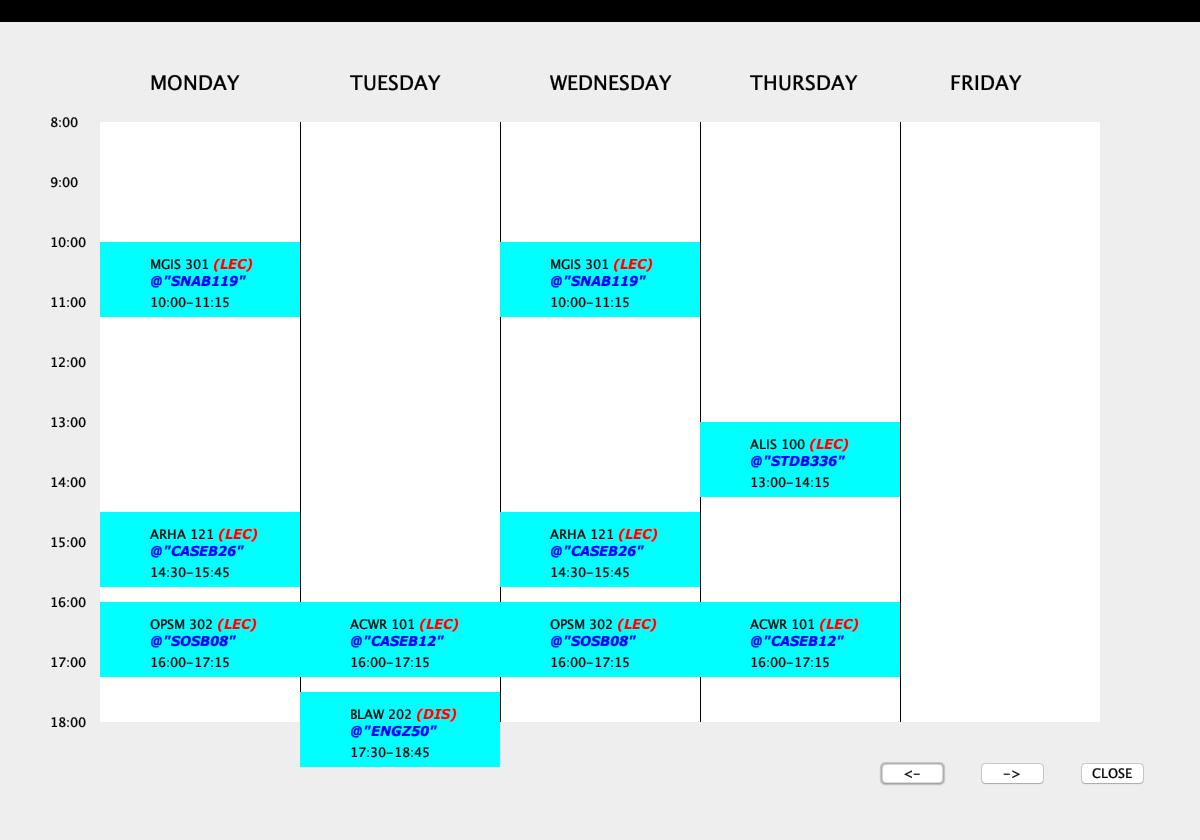 MONDAY TUESDAY WEDNESDAY THURSDAY FRIDAY
8:00
9:00
10:00
MGIS 301 (LEC) MGIS 301 (LEC)
@"SNAB119" @"SNAB119"
11:00 10:00-11:15 10:00-11:15
12:00
13:00
ALIS 100 (LEC)
@"STDB336"
14:00 13:00-14:15
ARHA 121 (LEC) ARHA 121 (LEC)
15:00 @"CASEB26" @"CASEB26"
14:30-15:45 14:30-15:45
16:00
OPSM 302 (LEC) ACWR 101 (LEC) OPSM 302 (LEC) ACWR 101 (LEC)
@"SOSB08" @"CASEB12" @"SOSB08" @"CASEB12"
17:00 16:00-17:15 16:00-17:15 16:00-17:15 16:00-17:15
BLAW 202 (DIS)
18:00 @"ENGZ50"
17:30-18:45
<- -> CLOSE